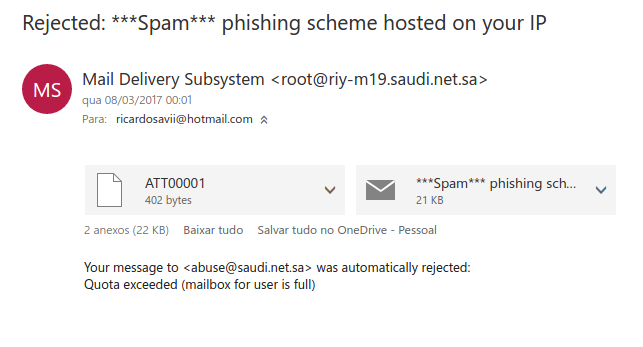 Rejected: ***Spam*** phishing scheme hosted on your IP
MS
Mail Delivery Subsystem <root@riy-m19.saudi.net.sa>
qua 08/03/2017 00:01
Para: ricardosavii@hotmail.com
ATT00001
402 bytes
***Spam*** phishing sch...
21 KB
2 anexos (22 KB) Baixar tudo Salvar tudo no OneDrive - Pessoal
Your message to <abuse@saudi.net.sa> was automatically rejected:
Quota exceeded (mailbox for user is full)